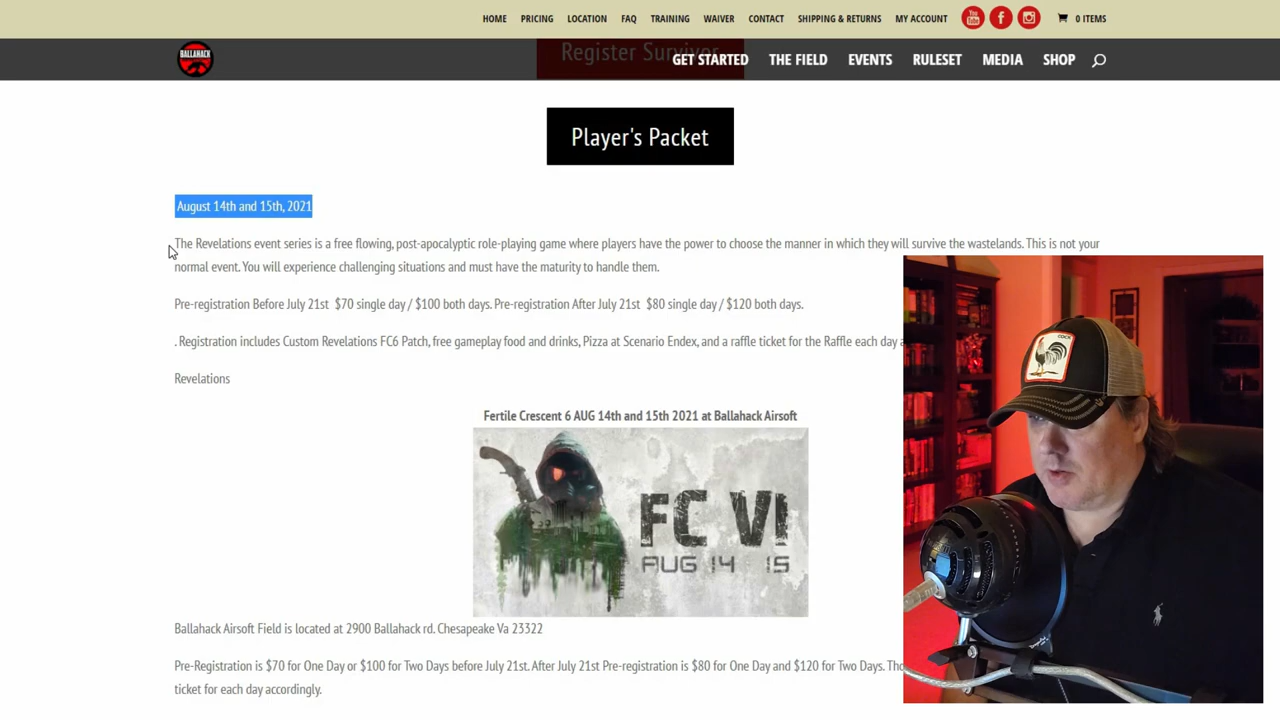 HOME PRICING LOCATION FAQ TRAINING WAIVER CONTACT SHIPPING & RETURNS MY ACCOUNT You Tube 0 ITEMS
BALLAHACK
Register Survivor
GET STARTED THE FIELD EVENTS RULESET MEDIA SHOP
Player's Packet
August 14th and 15th, 2021
The Revelations event series is a free flowing, post-apocalyptic role-playing game where players have the power to choose the manner in which they will survive the wastelands. This is not your
normal event. You will experience challenging situations and must have the maturity to handle them.
Pre-registration Before July 21st $70 single day / $100 both days. Pre-registration After July 21st $80 single day / $120 both days.
. Registration includes Custom Revelations FC6 Patch, free gameplay food and drinks, Pizza at Scenario Endex, and a raffle ticket for the Raffle each day
Revelations
Fertile Crescent 6 AUG 14th and 15th 2021 at Ballahack Airsoft
FC VI
AUG 14 15
Ballahack Airsoft Field is located at 2900 Ballahack rd. Chesapeake Va 23322
Pre-Registration is $70 for One Day or $100 for Two Days before July 21st. After July 21st Pre-registration is $80 for One Day and $120 for Two Days.
ticket for each day accordingly.